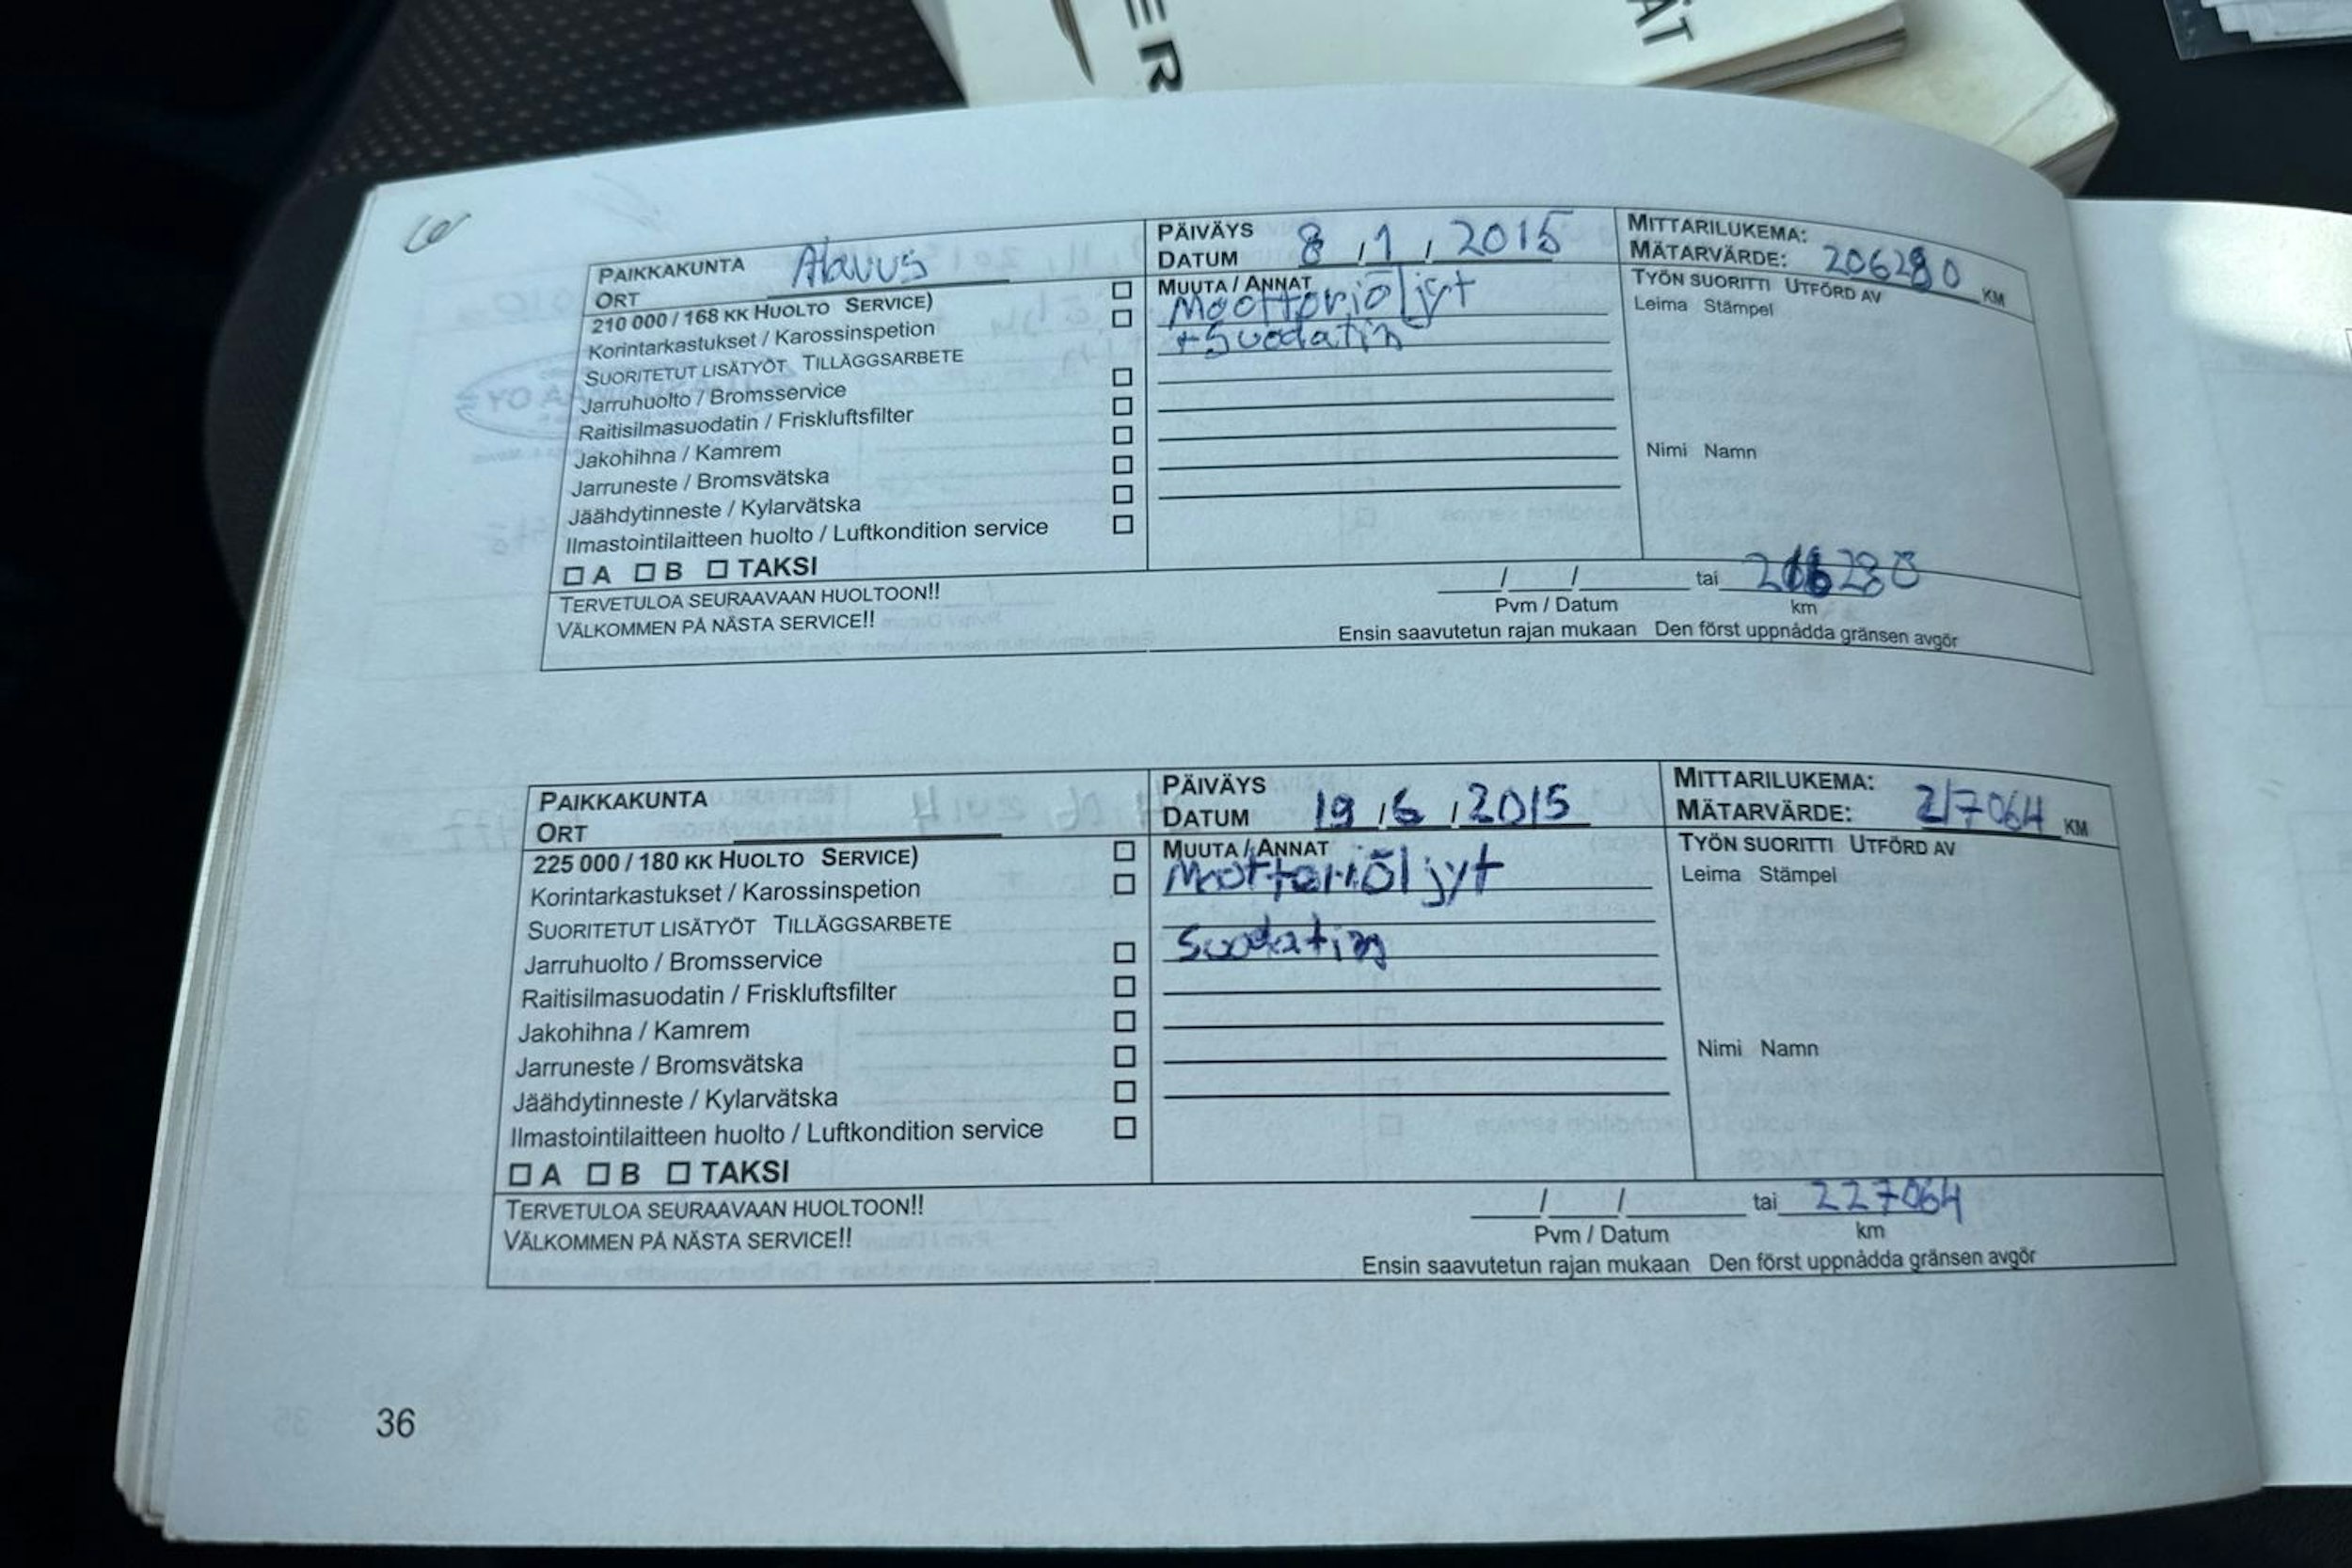 ER
ÄT
PAIKKAKUNTA Alavus
ORT
PÄIVÄYS
DATUM 8 / 1 / 2015
MITTARILUKEMA:
MÄTARVÄRDE: 206280 KM
210 000 / 168 KK HUOLTO SERVICE)
Korintarkastukset / Karossinspetion
SUORITETUT LISÄTYÖT TILLÄGGSARBETE
Jarruhuolto / Bromsservice
Raitisilmasuodatin / Friskluftsfilter
Jakohihna / Kamrem
Jarruneste / Bromsvätska
Jäähdytinneste / Kylarvätska
Ilmastointilaitteen huolto / Luftkondition service
A B TAKSI
MUUTA / ANNAT
Moottoriöljyt
+ Suodatin
TYÖN SUORITTI UTFÖRD AV
Leima Stämpel
Nimi Namn
TERVETULOA SEURAAVAAN HUOLTOON!!
VÄLKOMMEN PÅ NÄSTA SERVICE!!
/ / tai 216280
Pvm / Datum km
Ensin saavutetun rajan mukaan Den först uppnådda gränsen avgör
PAIKKAKUNTA
ORT
PÄIVÄYS
DATUM 19 / 6 / 2015
MITTARILUKEMA:
MÄTARVÄRDE: 217064 KM
225 000 / 180 KK HUOLTO SERVICE)
Korintarkastukset / Karossinspetion
SUORITETUT LISÄTYÖT TILLÄGGSARBETE
Jarruhuolto / Bromsservice
Raitisilmasuodatin / Friskluftsfilter
Jakohihna / Kamrem
Jarruneste / Bromsvätska
Jäähdytinneste / Kylarvätska
Ilmastointilaitteen huolto / Luftkondition service
A B TAKSI
MUUTA / ANNAT
Moottoriöljyt
Suodatin
TYÖN SUORITTI UTFÖRD AV
Leima Stämpel
Nimi Namn
TERVETULOA SEURAAVAAN HUOLTOON!!
VÄLKOMMEN PÅ NÄSTA SERVICE!!
/ / tai 227064
Pvm / Datum km
Ensin saavutetun rajan mukaan Den först uppnådda gränsen avgör
36